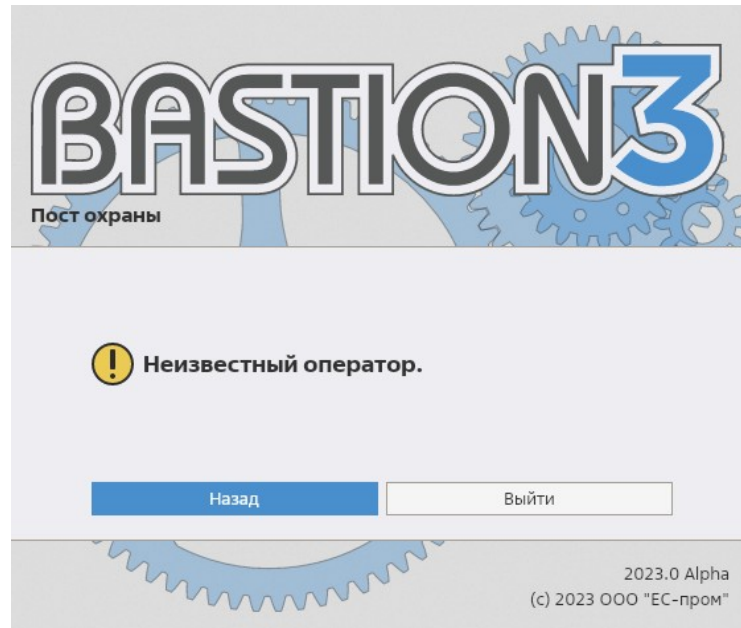 BASTION3
Пост охраны
Неизвестный оператор.
Назад
Выйти
2023.0 Alpha
(c) 2023 ООО "ЕС-пром"